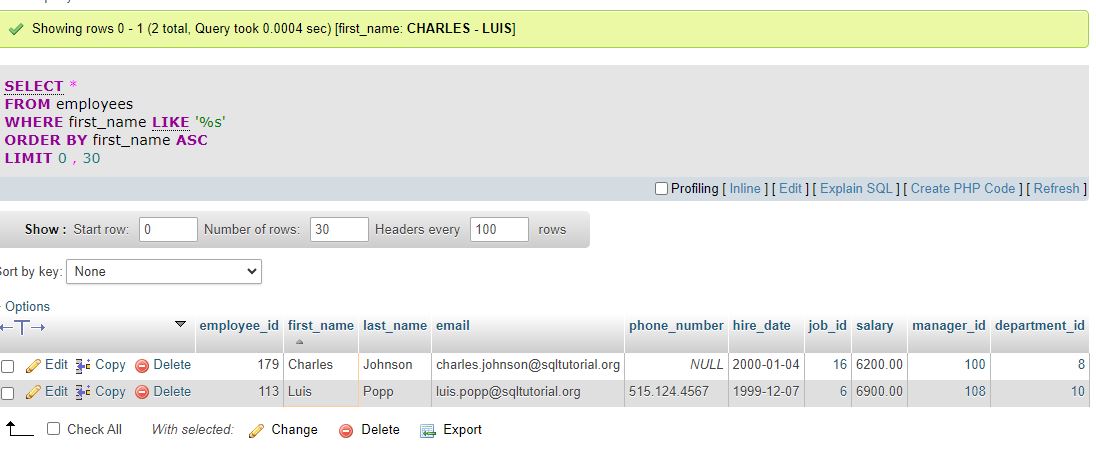 Showing rows 0 - 1 (2 total, Query took 0.0004 sec) [first_name: CHARLES - LUIS]
SELECT *
FROM employees
WHERE first_name LIKE '%s'
ORDER BY first_name ASC
LIMIT 0 , 30
Profiling [ Inline ] [ Edit ] [ Explain SQL ] [ Create PHP Code ] [ Refresh ]
Show : Start row: 0 Number of rows: 30 Headers every 100 rows
ort by key: None
Options
←T→ employee_id first_name last_name email phone_number hire_date job_id salary manager_id department_id
Edit Copy Delete 179 Charles Johnson charles.johnson@sqltutorial.org NULL 2000-01-04 16 6200.00 100 8
Edit Copy Delete 113 Luis Popp luis.popp@sqltutorial.org 515.124.4567 1999-12-07 6 6900.00 108 10
Check All With selected: Change Delete Export